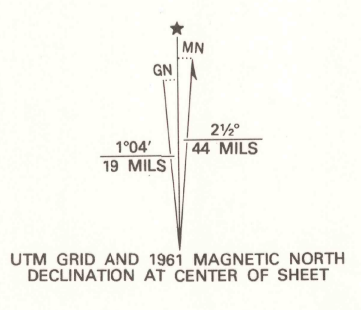 MN
GN
2½°
44 MILS
1°04′
19 MILS
UTM GRID AND 1961 MAGNETIC NORTH
DECLINATION AT CENTER OF SHEET